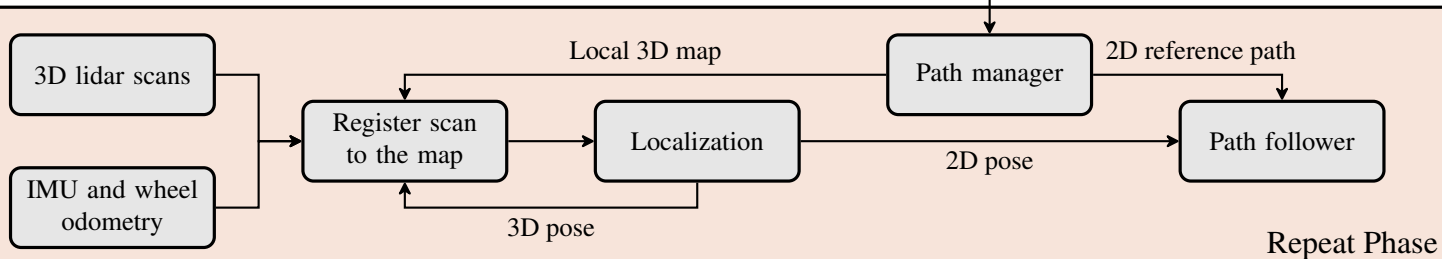 3D lidar scans
Local 3D map
Path manager
2D reference path
Register scan
to the map
Localization
2D pose
Path follower
IMU and wheel
odometry
3D pose
Repeat Phase